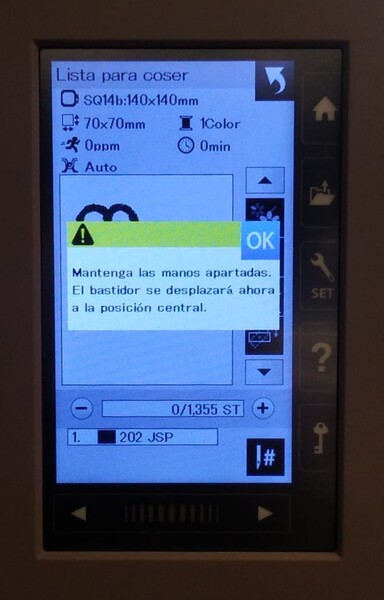 Lista para coser
SQ14b:140x140mm
70x70mm 1Color
0ppm 0min
Auto
OK
Mantenga las manos apartadas.
El bastidor se desplazará ahora
a la posición central.
0/1,355 ST
1. 202 JSP
#
SET
?